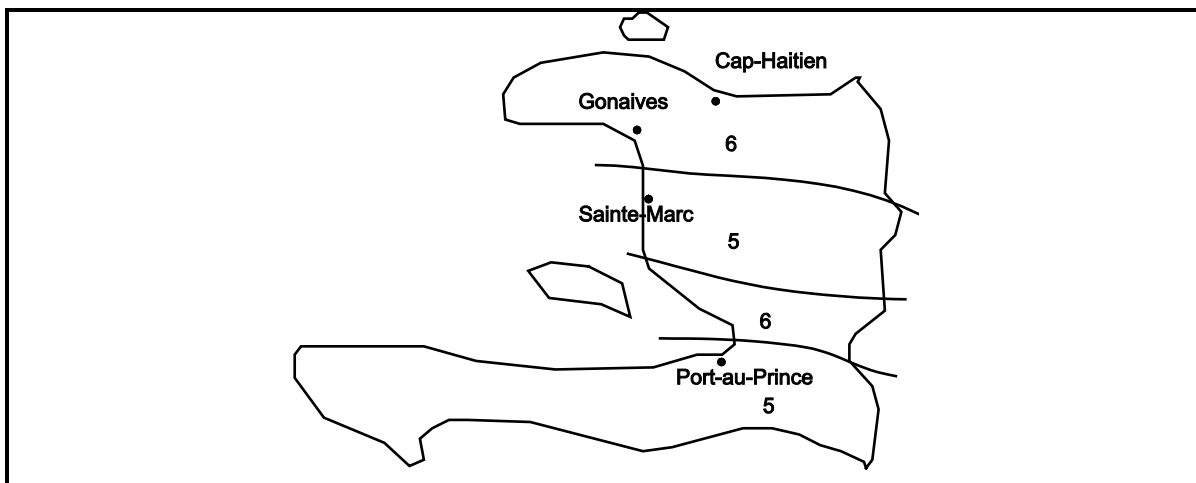 Cap-Haitien
Gonaives
6
Sainte-Marc
5
6
Port-au-Prince
5